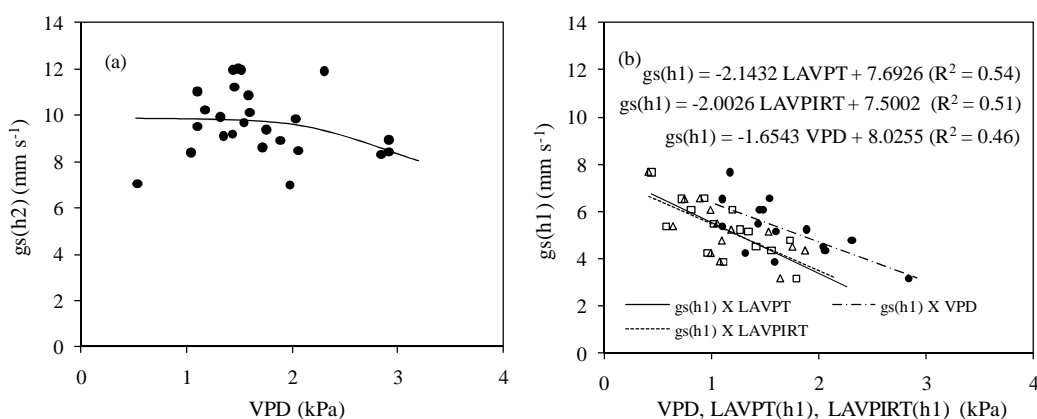 14
12
10
8
6
4
2
0
0
1
2
3
4
(a)
gs(h2) (mm s⁻¹)
VPD (kPa)
14
12
10
8
6
4
2
0
0
1
2
3
4
(b)
gs(h1) = -2.1432 LAVPT + 7.6926 (R² = 0.54)
gs(h1) = -2.0026 LAVPIRT + 7.5002 (R² = 0.51)
gs(h1) = -1.6543 VPD + 8.0255 (R² = 0.46)
gs(h1) (mm s⁻¹)
gs(h1) X LAVPT
gs(h1) X VPD
gs(h1) X LAVPIRT
VPD, LAVPT(h1), LAVPIRT(h1) (kPa)